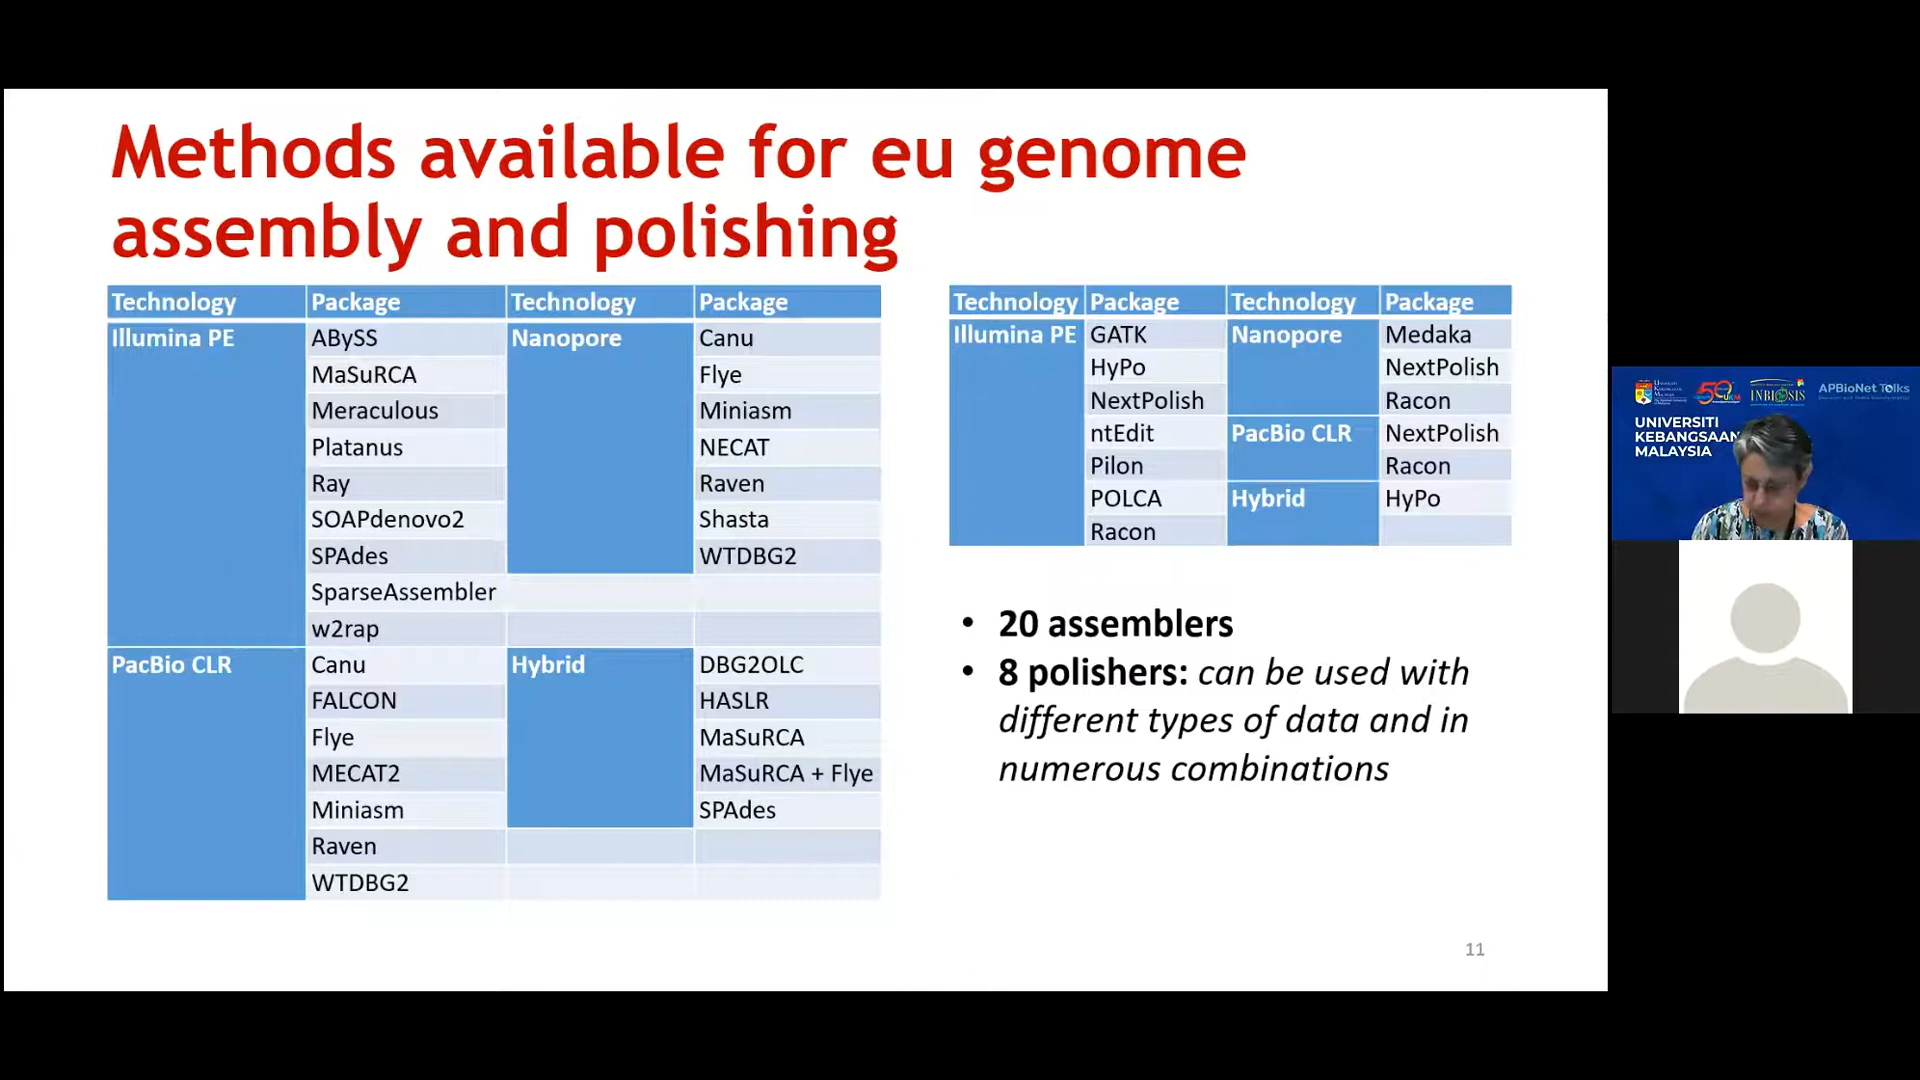 Methods available for eu genome
assembly and polishing
Technology Package Technology Package
Illumina PE ABySS Nanopore Canu
MaSuRCA Flye
Meraculous Miniasm
Platanus NECAT
Ray Raven
SOAPdenovo2 Shasta
SPAdes WTDBG2
SparseAssembler
w2rap
PacBio CLR Canu Hybrid DBG2OLC
FALCON HASLR
Flye MaSuRCA
MECAT2 MaSuRCA + Flye
Miniasm SPAdes
Raven
WTDBG2
Technology Package Technology Package
Illumina PE GATK Nanopore Medaka
HyPo NextPolish
NextPolish Racon
ntEdit PacBio CLR NextPolish
Pilon Racon
POLCA Hybrid HyPo
Racon
• 20 assemblers
• 8 polishers: can be used with
different types of data and in
numerous combinations
11
50 UKM INBIOSIS APBioNet Talks
UNIVERSITI
KEBANGSAAN
MALAYSIA